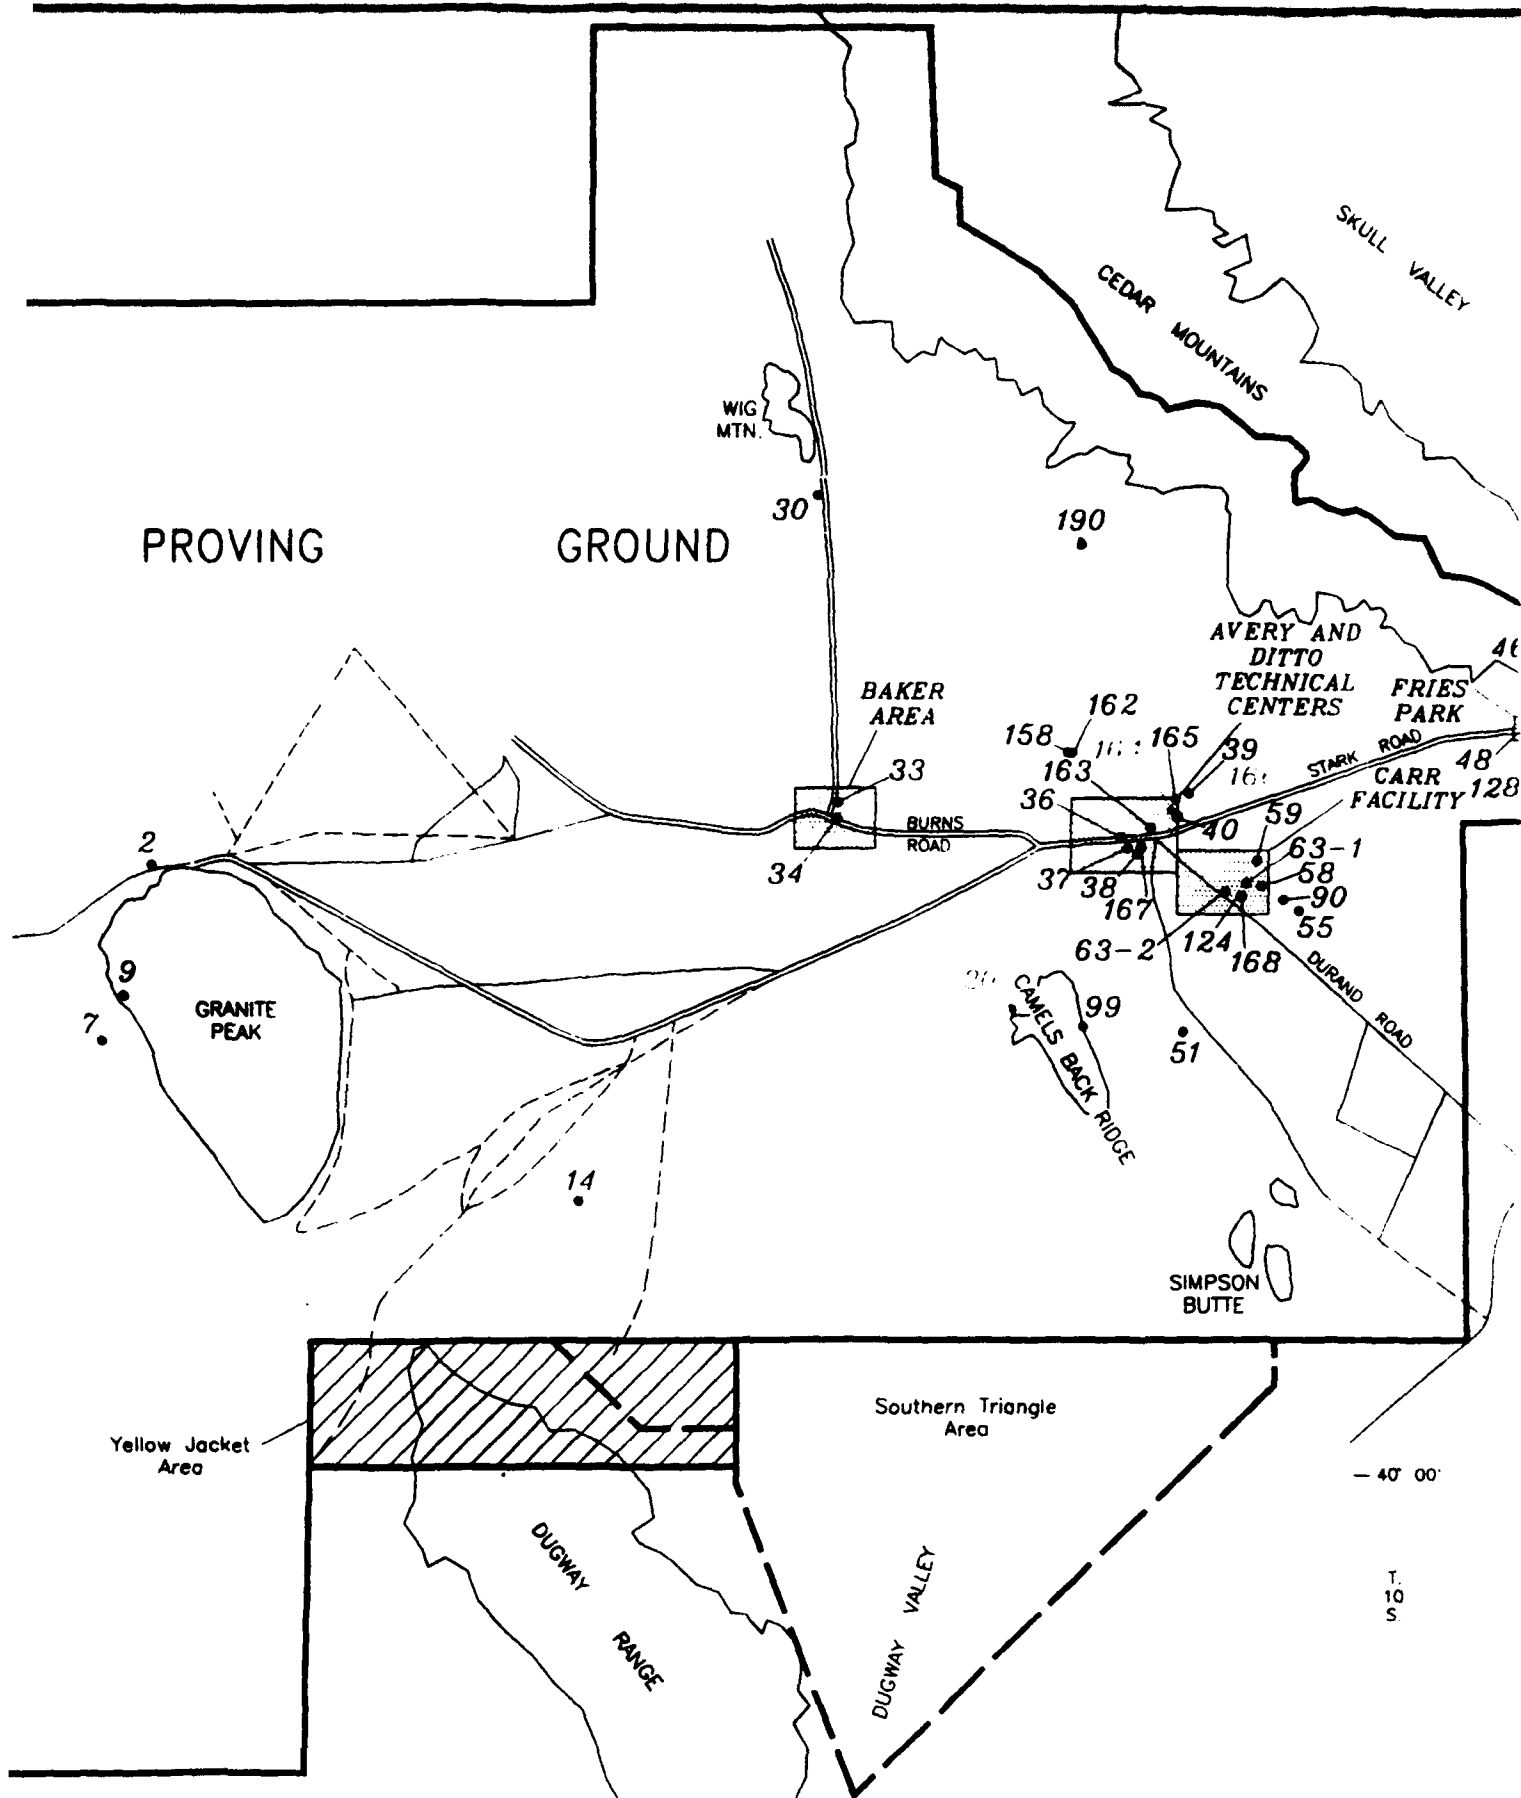 SKULL VALLEY
CEDAR MOUNTAINS
WIG
MTN.
30
190
PROVING GROUND
AVERY AND
DITTO
TECHNICAL
CENTERS
FRIES
PARK
BAKER
AREA
162
158
165
39
163
STARK ROAD
48
33
36
CARR
FACILITY
128
59
40
BURNS
ROAD
2
34
37
38
167
63-1
58
90
55
63-2
124
168
9
7
GRANITE
PEAK
CAMELS BACK RIDGE
99
51
DURAND ROAD
14
SIMPSON
BUTTE
Yellow Jacket
Area
Southern Triangle
Area
— 40° 00'
DUGWAY RANGE
DUGWAY VALLEY
T.
10
S.